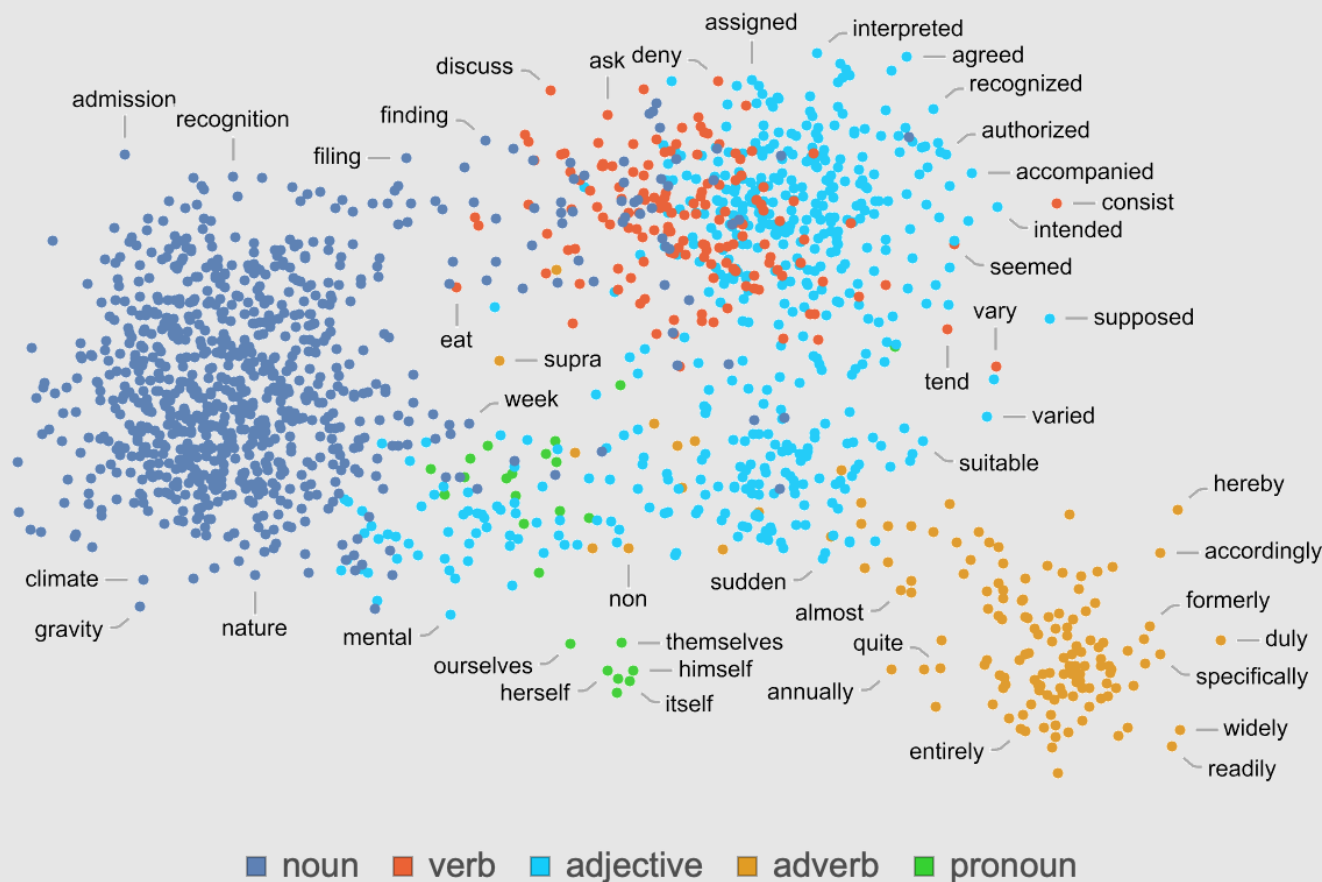 assigned
interpreted
discuss
ask
deny
agreed
recognized
admission
recognition
finding
authorized
filing
accompanied
consist
intended
seemed
vary
supposed
eat
supra
tend
week
varied
suitable
hereby
accordingly
climate
sudden
non
almost
formerly
gravity
nature
mental
themselves
quite
duly
ourselves
himself
specifically
herself
itself
annually
widely
entirely
readily
noun verb adjective adverb pronoun